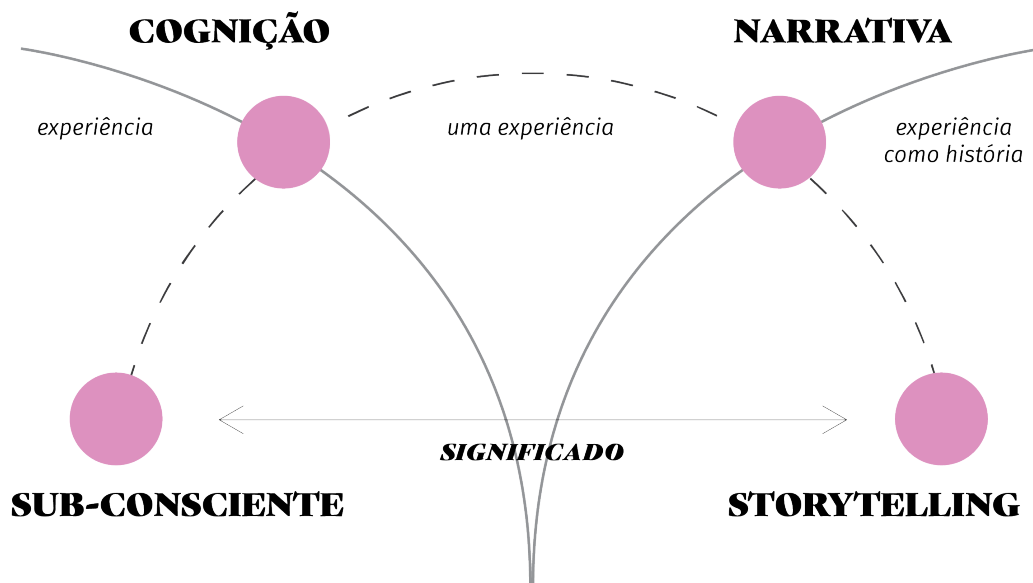 COGNIÇÃO
NARRATIVA
experiência
uma experiência
experiência
como história
SIGNIFICADO
SUB-CONSCIENTE
STORYTELLING